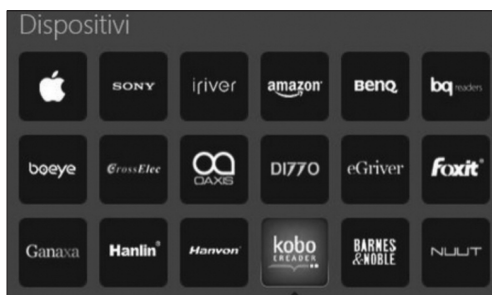 Dispositivi
SONY
iriver
amazon
BenQ
bq readers
boeye
CrossElec
OAXIS
DI770
eGriver
foxit®
Ganaxa
Hanlin®
Hanvon®
kobo
EREADER
BARNES
&NOBLE
NUUT